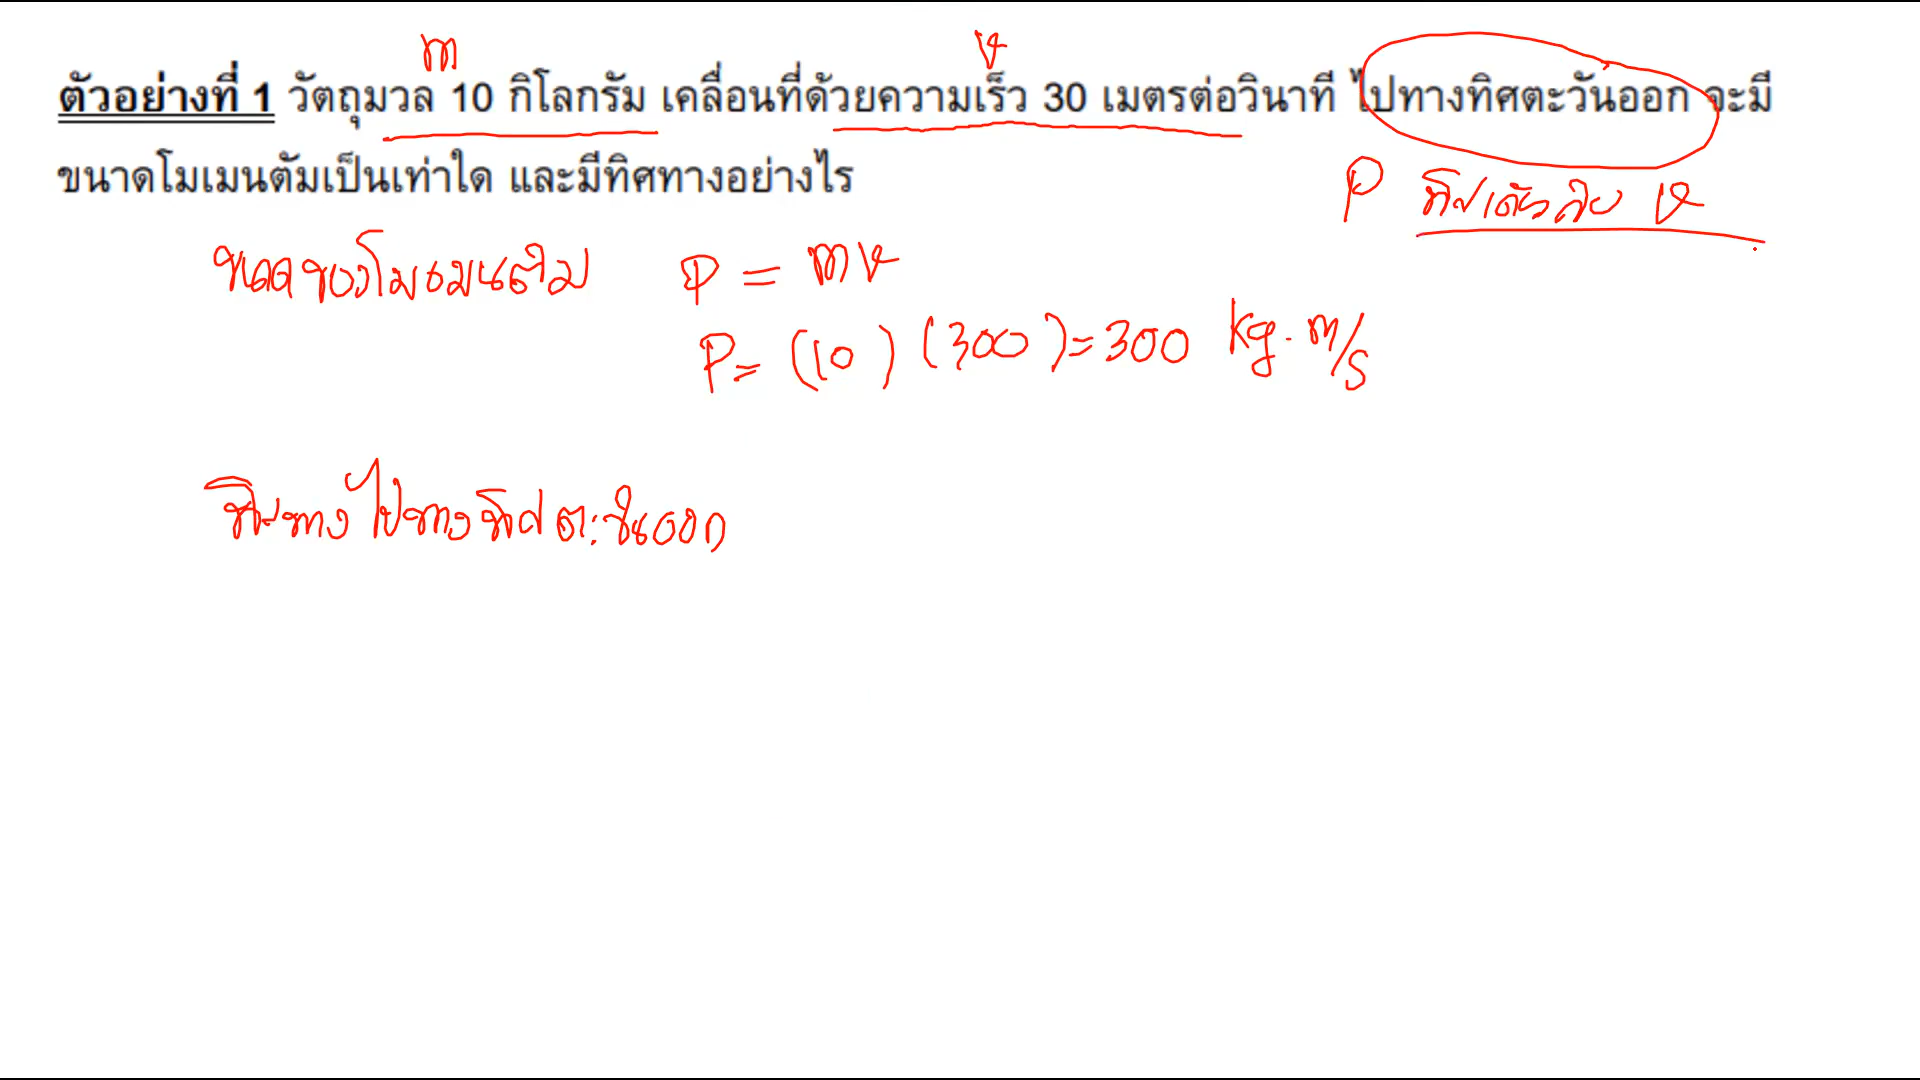 m v
ตัวอย่างที่ 1 วัตถุมวล 10 กิโลกรัม เคลื่อนที่ด้วยความเร็ว 30 เมตรต่อวินาที ไปทางทิศตะวันออก จะมี
ขนาดโมเมนตัมเป็นเท่าใด และมีทิศทางอย่างไร
P ทิศเดียวกับ v
ขนาดของโมเมนตัม P = mv
P = (10) (300) = 300 kg·m/s
ทิศทาง ไปทางทิศตะวันออก